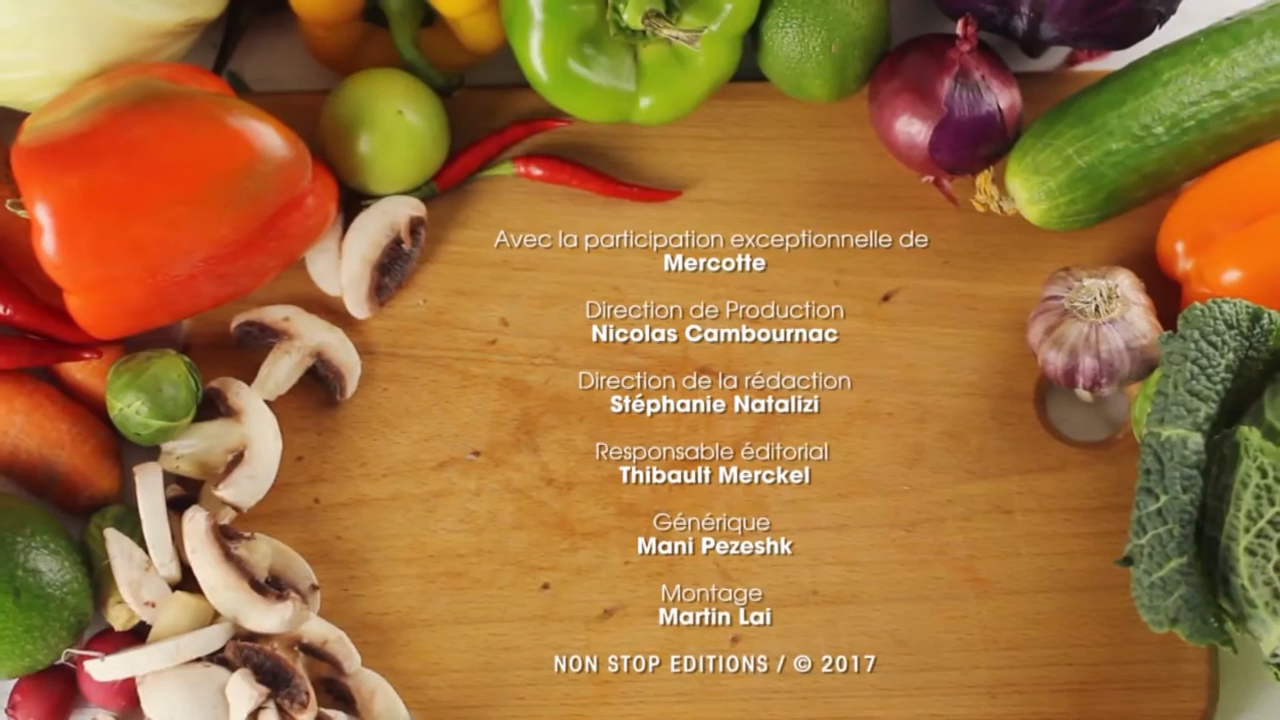 Avec la participation exceptionnelle de
Mercotte
Direction de Production
Nicolas Cambournac
Direction de la rédaction
Stéphanie Natalizi
Responsable éditorial
Thibault Merckel
Générique
Mani Pezeshk
Montage
Martin Lai
NON STOP EDITIONS / © 2017